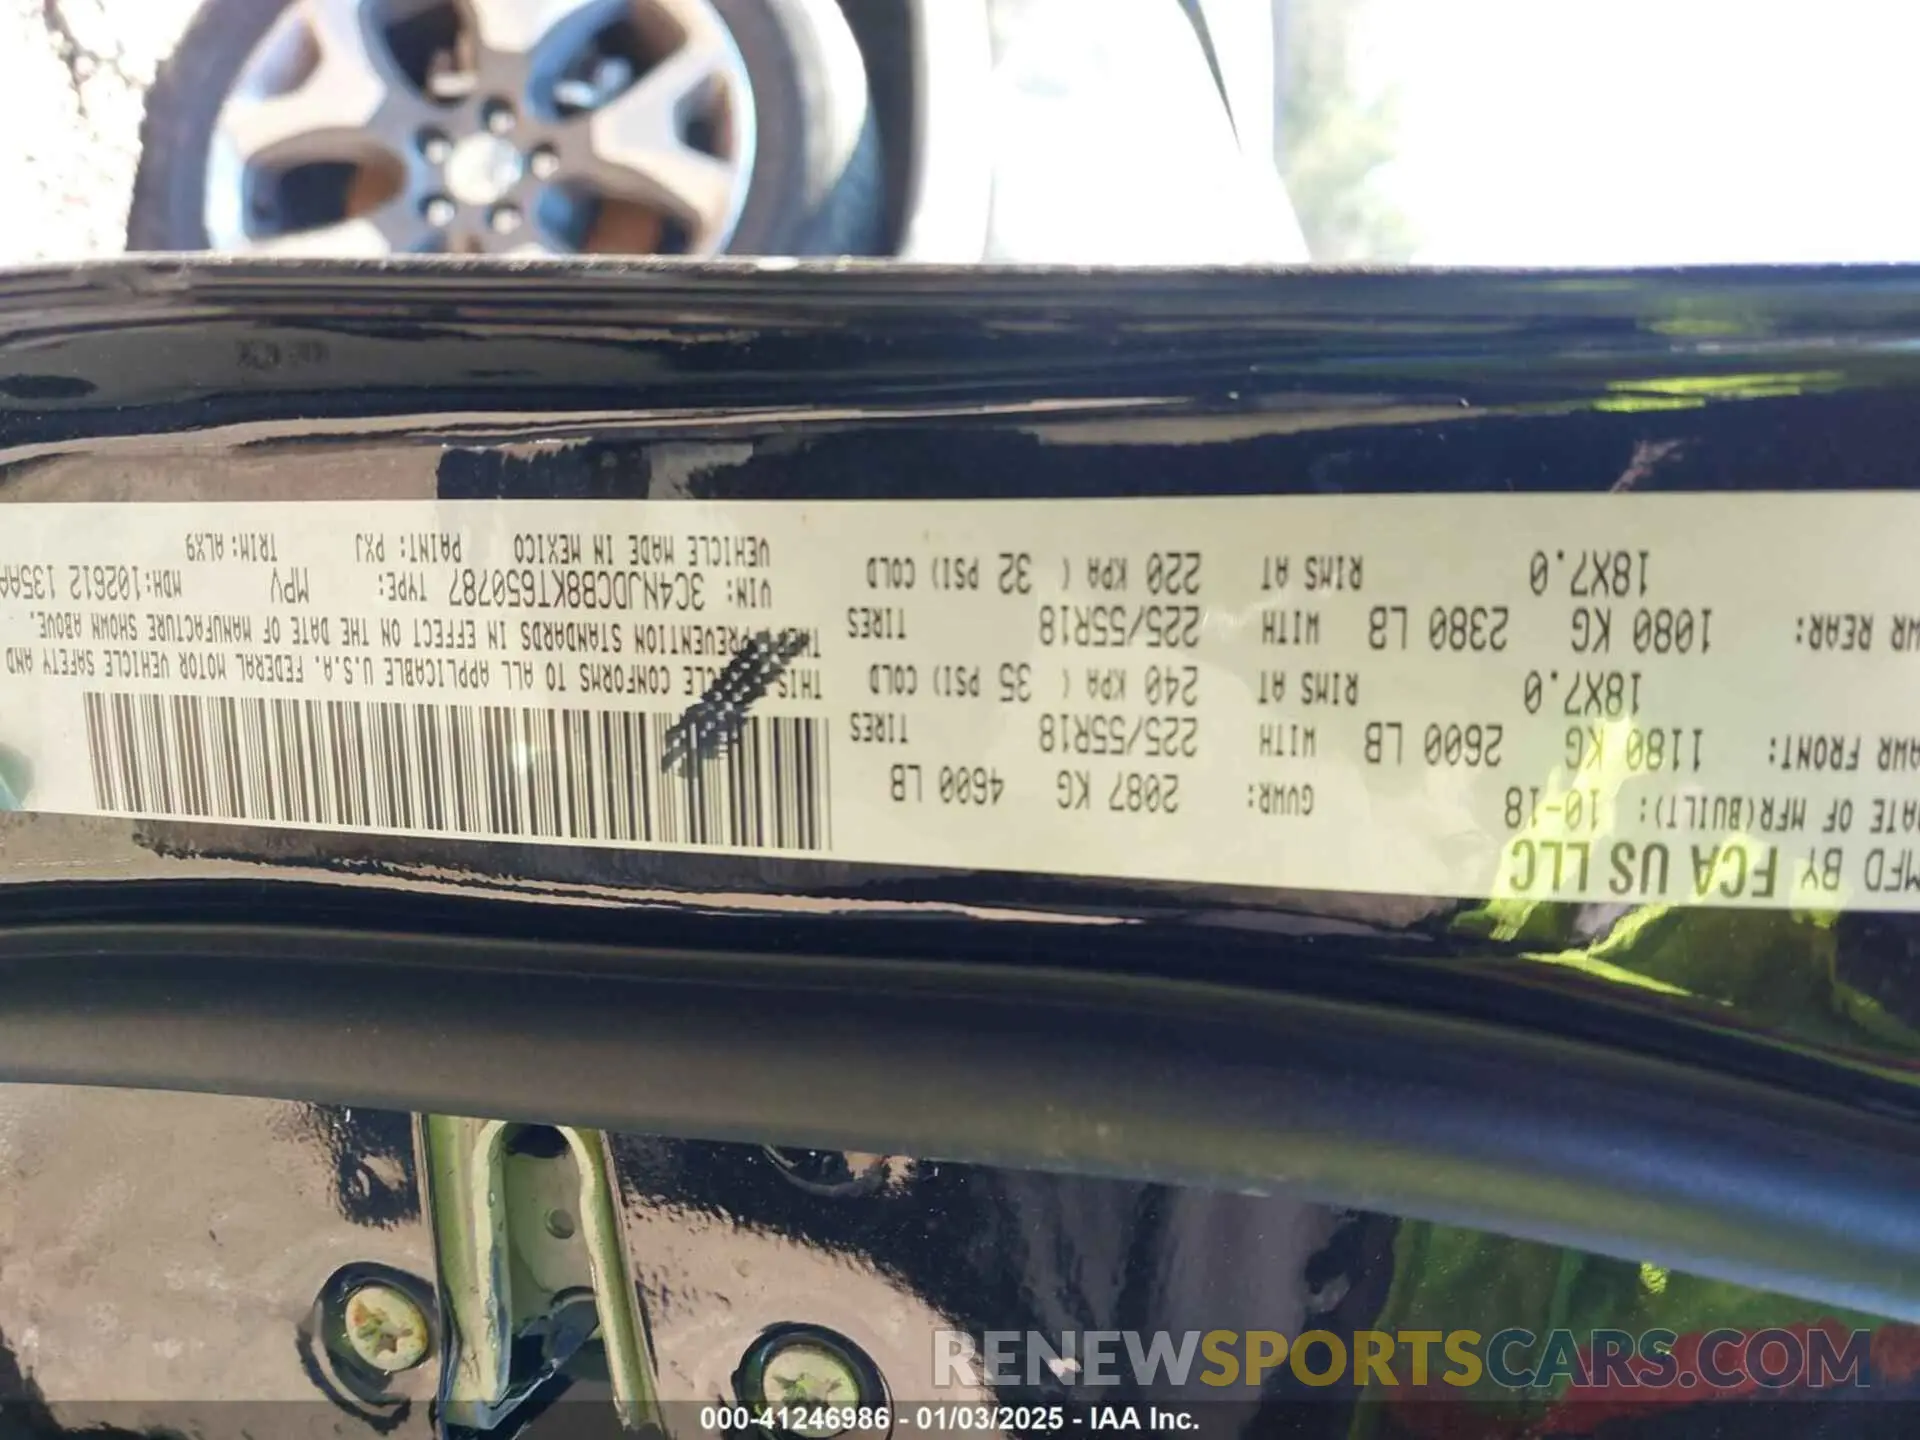 MFD BY FCA US LLC
DATE OF MFR(BUILT): 10-18 GVWR: 2087 KG 4600 LB
GAWR FRONT: 1180 KG 2600 LB WITH 225/55R18 TIRES
18X7.0 RIMS AT 240 KPA ( 35 PSI) COLD
GAWR REAR: 1080 KG 2380 LB WITH 225/55R18 TIRES
18X7.0 RIMS AT 220 KPA ( 32 PSI) COLD
THIS CONFORMS TO ALL APPLICABLE U.S.A. FEDERAL MOTOR VEHICLE SAFETY AND
PREVENTION STANDARDS IN EFFECT ON THE DATE OF MANUFACTURE SHOWN ABOVE.
VIN: 3C4NJDCB8KT650787 TYPE: MPV MDH:102612 135AA
VEHICLE MADE IN MEXICO PAINT: PXJ TRIM:ALX9
RENEWSPORTSCARS.COM
000-41246986 - 01/03/2025 - IAA Inc.